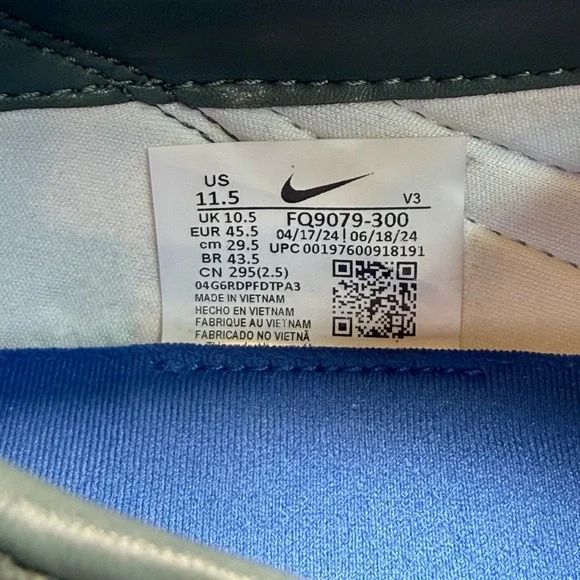 US
11.5
V3
UK 10.5
FQ9079-300
EUR 45.5
04/17/24 | 06/18/24
cm 29.5
UPC 00197600918191
BR 43.5
CN 295(2.5)
04G6RDPFDTPA3
MADE IN VIETNAM
HECHO EN VIETNAM
FABRIQUE AU VIETNAM
FABRICADO NO VIETNÃ